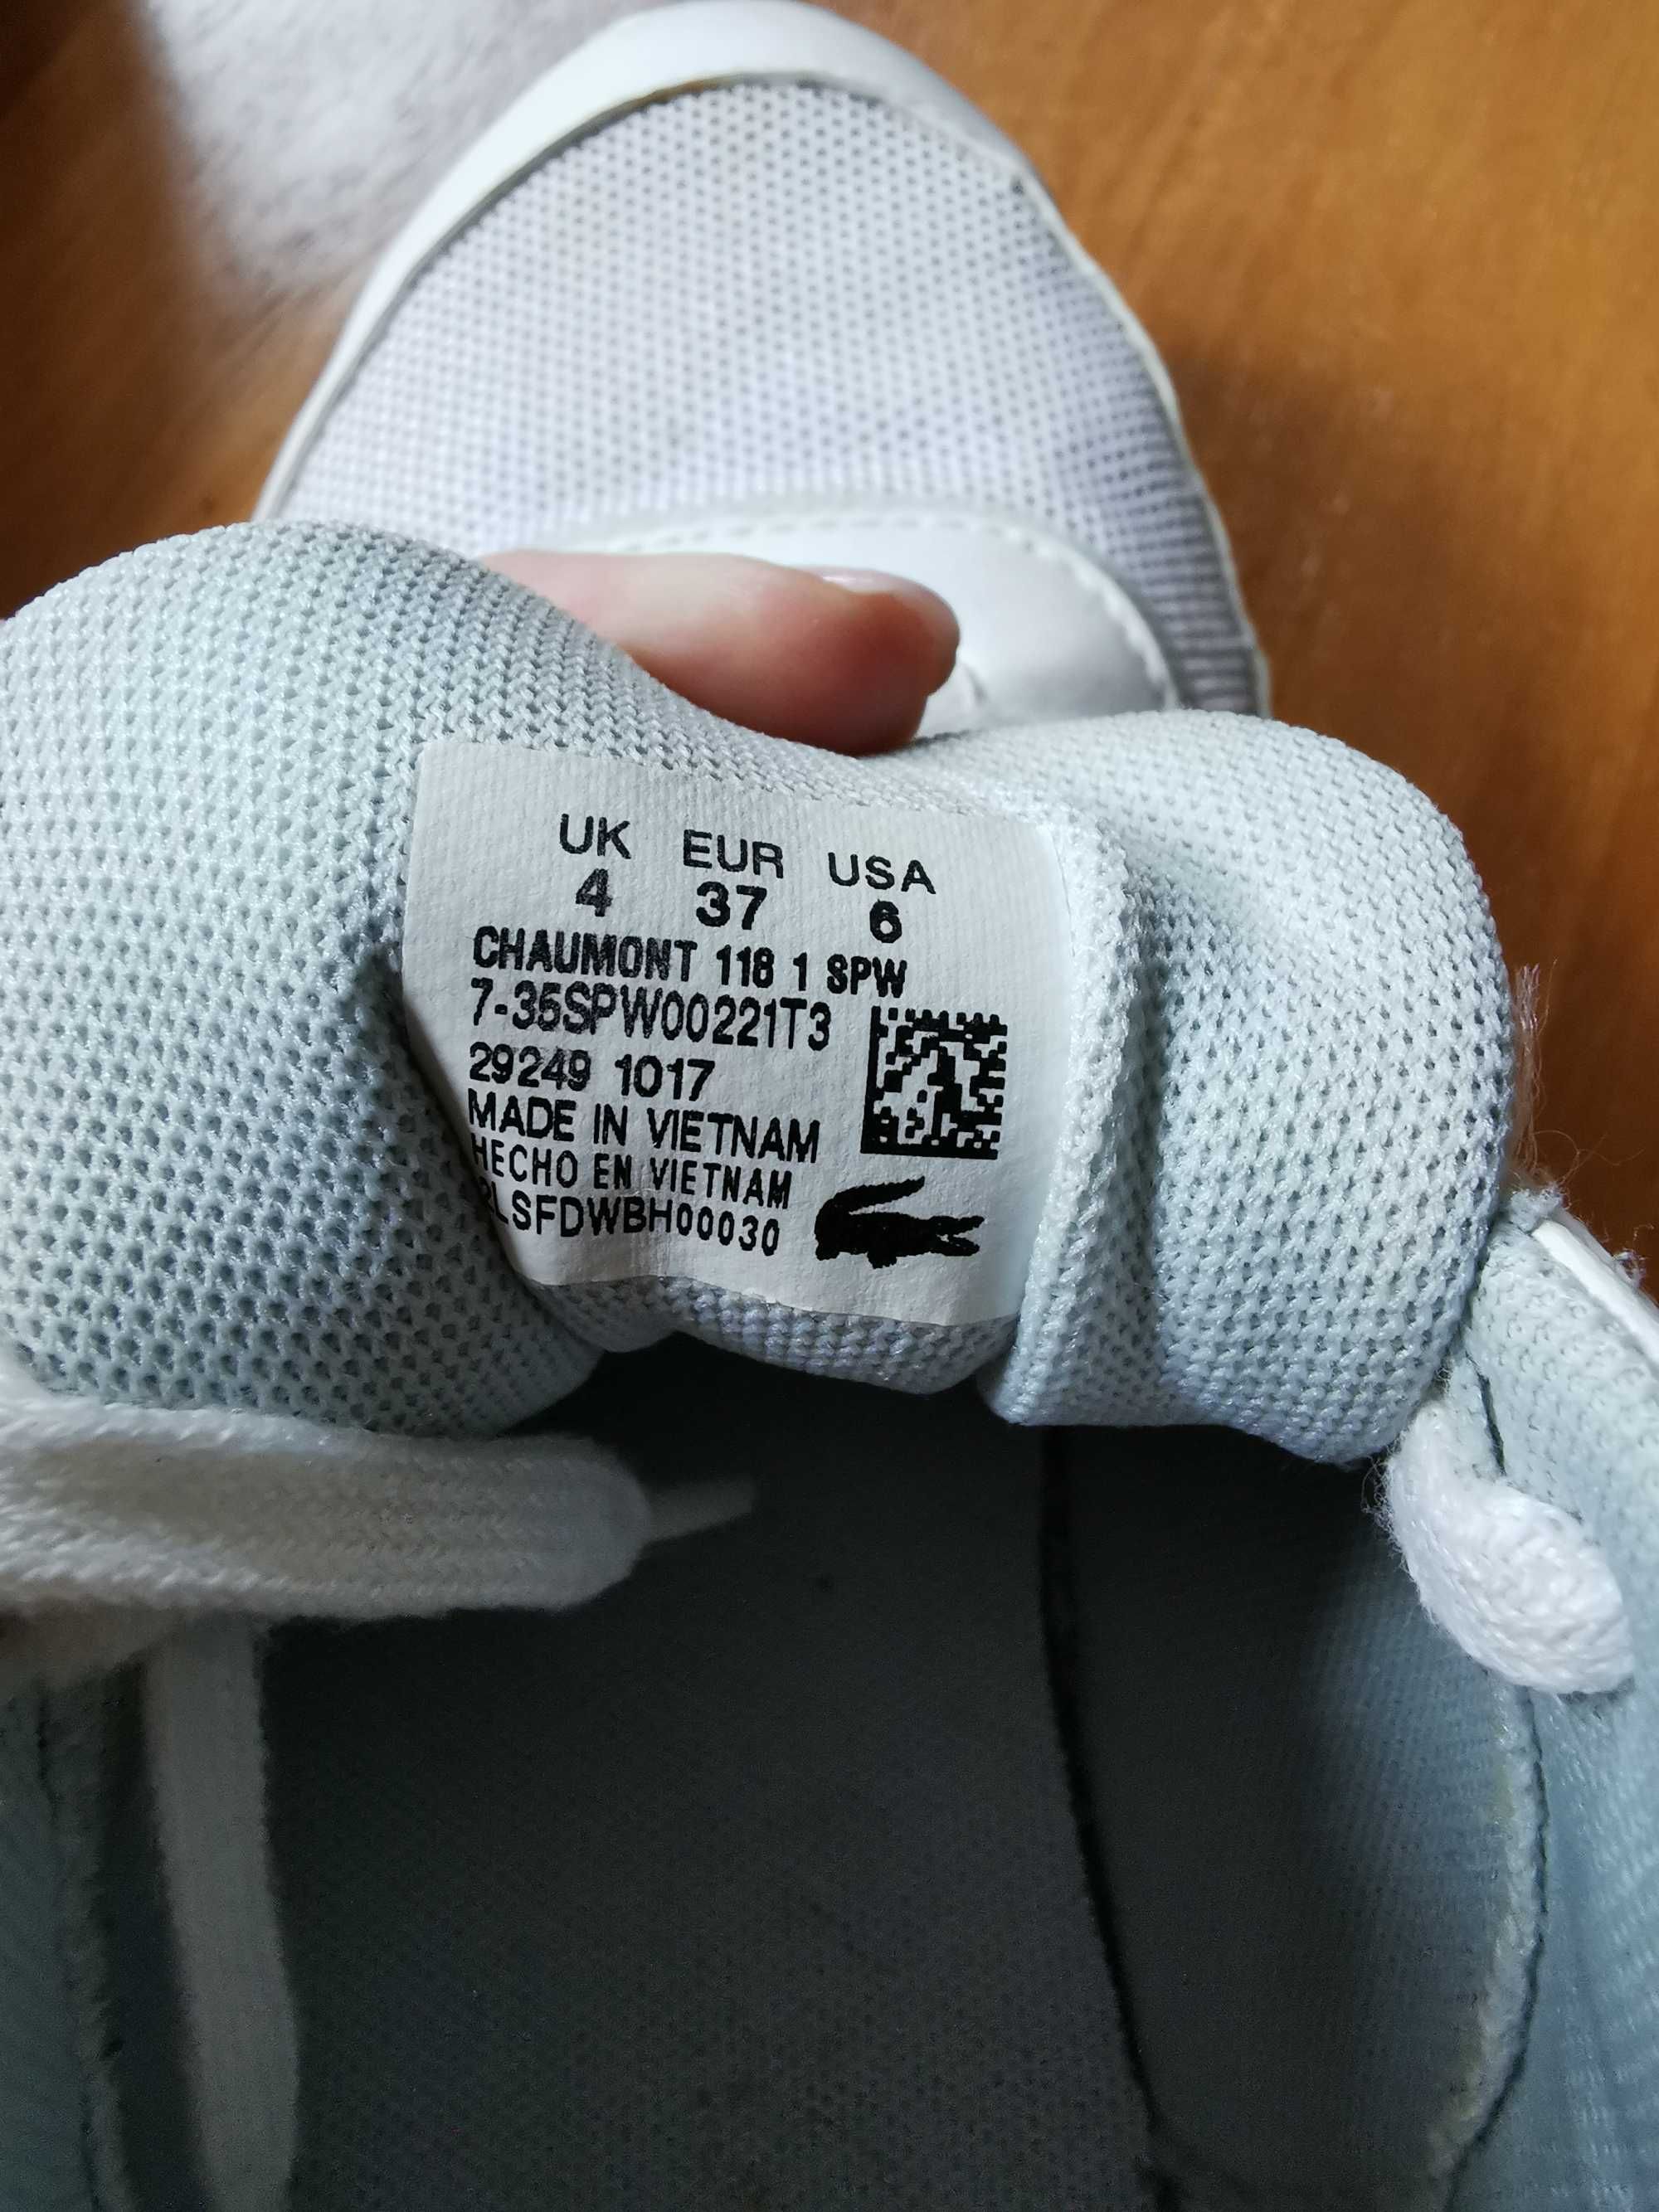 UK EUR USA
4 37 6
CHAUMONT 118 1 SPW
7-35SPW00221T3
29249 1017
MADE IN VIETNAM
HECHO EN VIETNAM